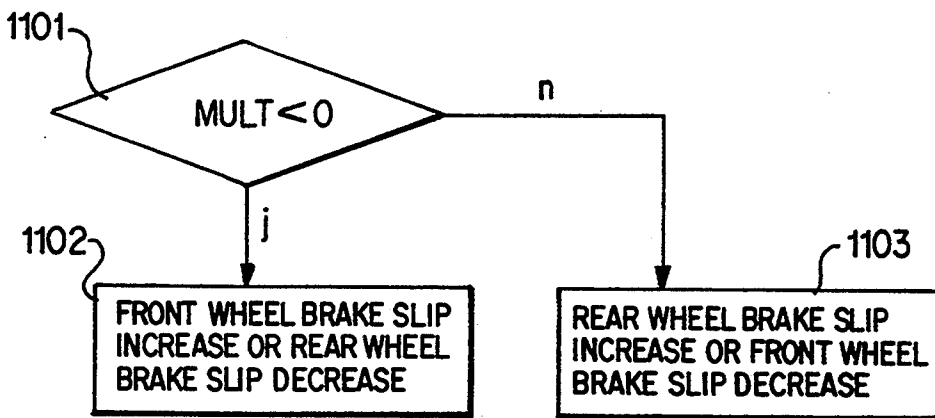 1101
MULT<0
n
j
1102
FRONT WHEEL BRAKE SLIP
INCREASE OR REAR WHEEL
BRAKE SLIP DECREASE
1103
REAR WHEEL BRAKE SLIP
INCREASE OR FRONT WHEEL
BRAKE SLIP DECREASE